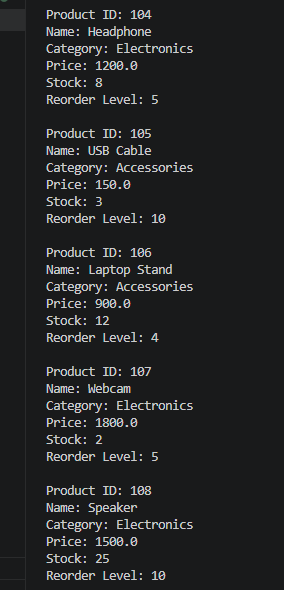 Product ID: 104
Name: Headphone
Category: Electronics
Price: 1200.0
Stock: 8
Reorder Level: 5
Product ID: 105
Name: USB Cable
Category: Accessories
Price: 150.0
Stock: 3
Reorder Level: 10
Product ID: 106
Name: Laptop Stand
Category: Accessories
Price: 900.0
Stock: 12
Reorder Level: 4
Product ID: 107
Name: Webcam
Category: Electronics
Price: 1800.0
Stock: 2
Reorder Level: 5
Product ID: 108
Name: Speaker
Category: Electronics
Price: 1500.0
Stock: 25
Reorder Level: 10